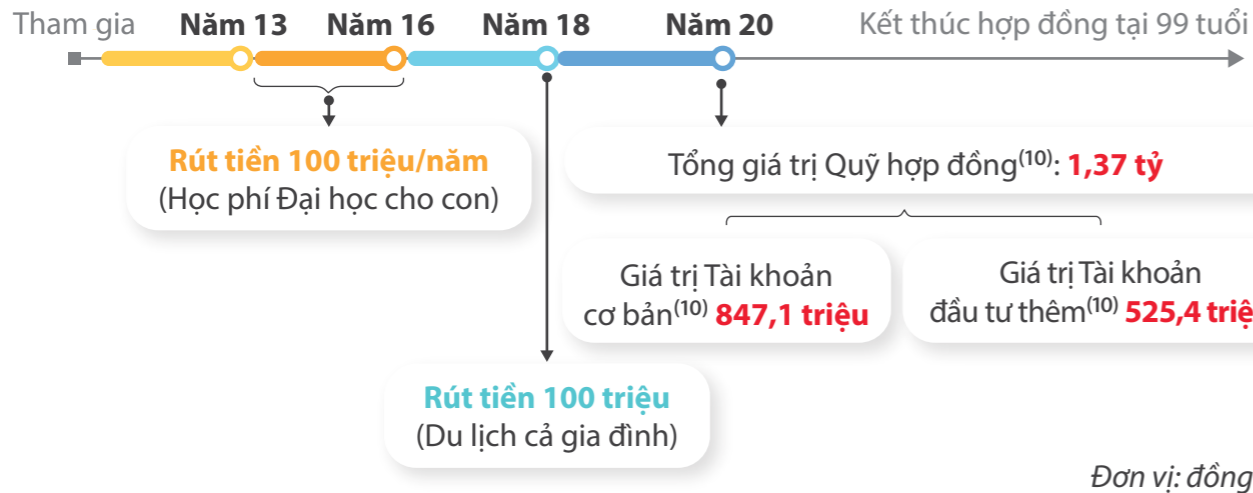 Tham gia
Năm 13
Năm 16
Năm 18
Năm 20
Kết thúc hợp đồng tại 99 tuổi
Rút tiền 100 triệu/năm
(Học phí Đại học cho con)
Tổng giá trị Quỹ hợp đồng(10): 1,37 tỷ
Giá trị Tài khoản
cơ bản(10) 847,1 triệu
Giá trị Tài khoản
đầu tư thêm(10) 525,4 triệ
Rút tiền 100 triệu
(Du lịch cả gia đình)
Đơn vị: đồng